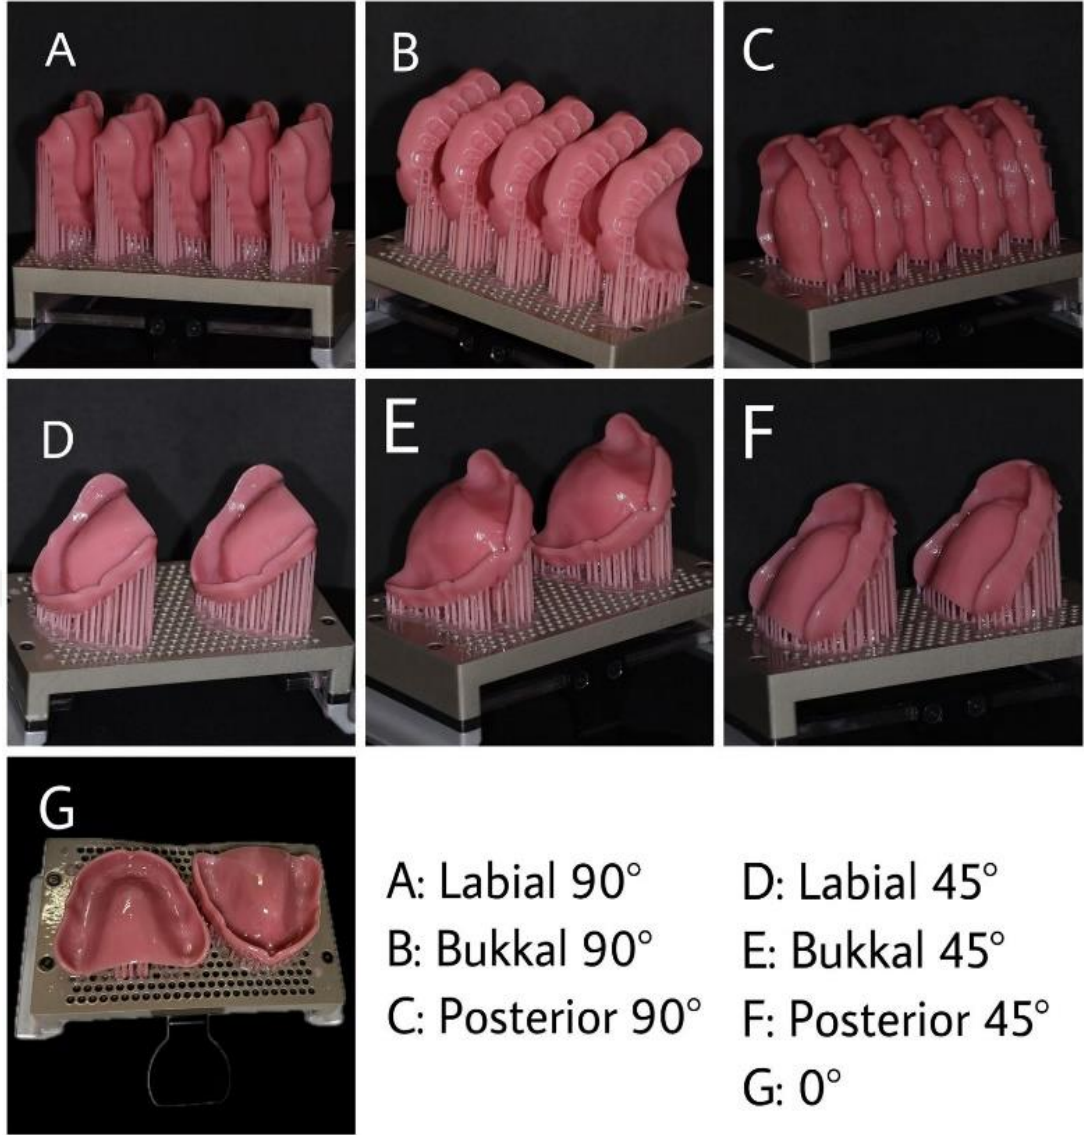 A
B
C
D
E
F
G
A: Labial 90°
B: Bukkal 90°
C: Posterior 90°
D: Labial 45°
E: Bukkal 45°
F: Posterior 45°
G: 0°